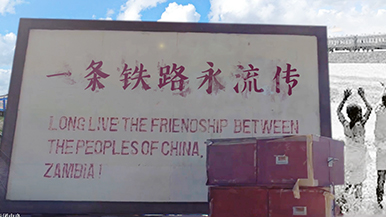 一条铁路永流传
LONG LIVE THE FRIENDSHIP BETWEEN
THE PEOPLES OF CHINA,
ZAMBIA!